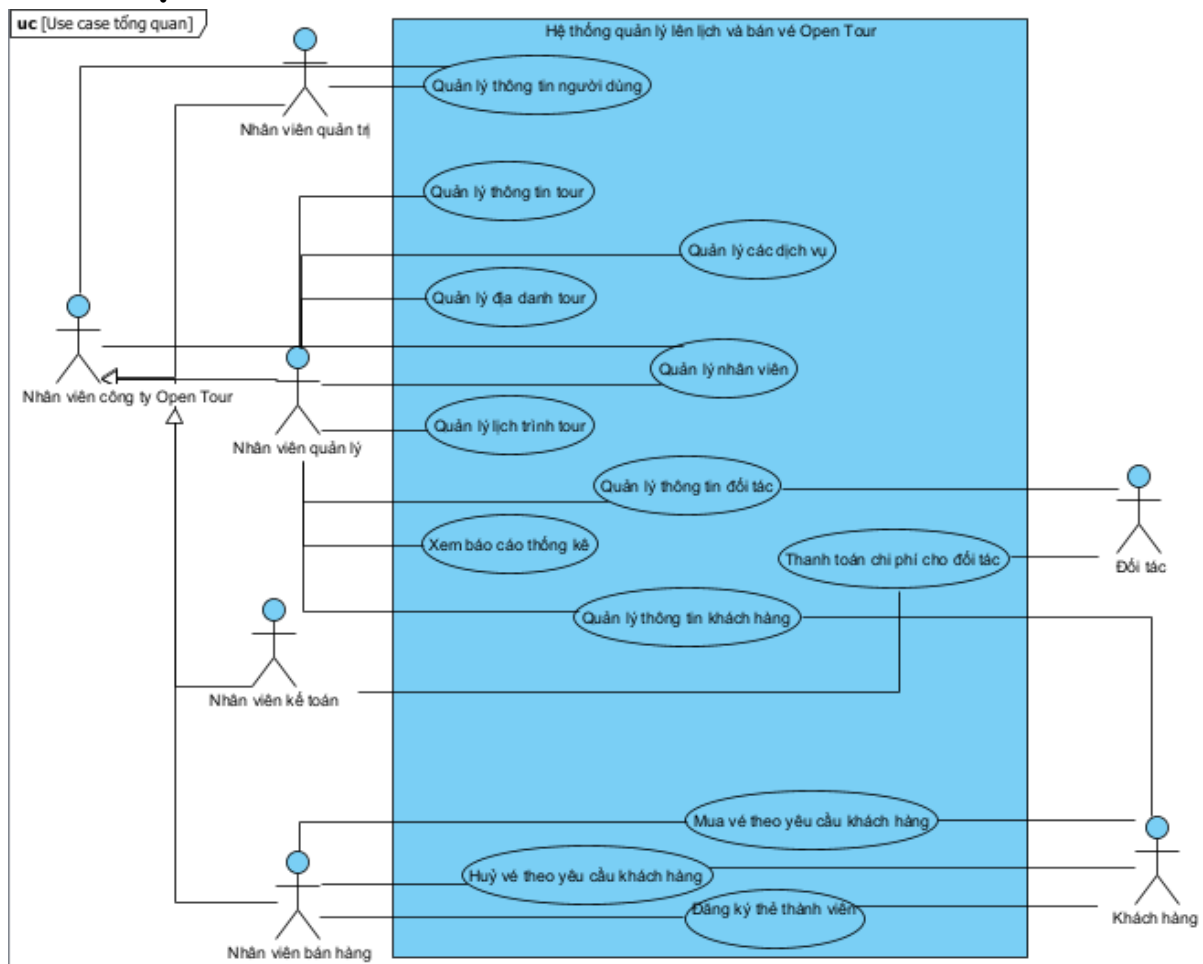 uc [Use case tổng quan]
Hệ thống quản lý lên lịch và bán vé Open Tour
Quản lý thông tin người dùng
Nhân viên quản trị
Quản lý thông tin tour
Quản lý các dịch vụ
Quản lý địa danh tour
Quản lý nhân viên
Nhân viên công ty Open Tour
Quản lý lịch trình tour
Nhân viên quản lý
Quản lý thông tin đối tác
Xem báo cáo thống kê
Thanh toán chi phí cho đối tác
Đối tác
Quản lý thông tin khách hàng
Nhân viên kế toán
Mua vé theo yêu cầu khách hàng
Huỷ vé theo yêu cầu khách hàng
Đăng ký thẻ thành viên
Khách hàng
Nhân viên bán hàng